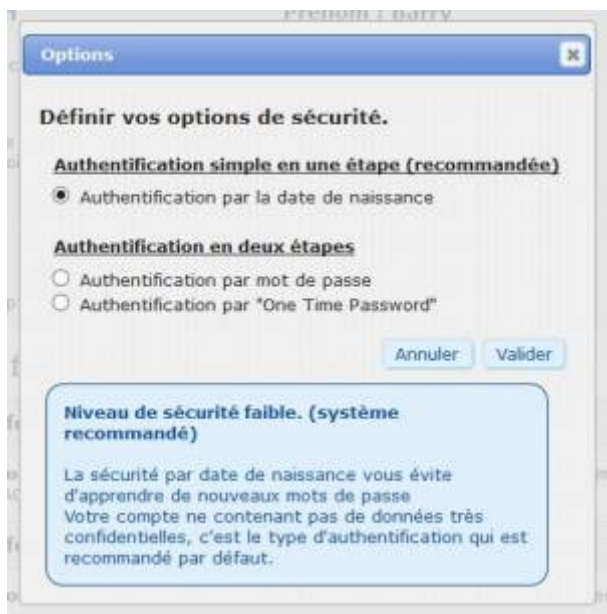 Prénom : Barry
Options
Définir vos options de sécurité.
Authentification simple en une étape (recommandée)
Authentification par la date de naissance
Authentification en deux étapes
Authentification par mot de passe
Authentification par "One Time Password"
Annuler Valider
Niveau de sécurité faible. (système
recommandé)
La sécurité par date de naissance vous évite
d'apprendre de nouveaux mots de passe
Votre compte ne contenant pas de données très
confidentielles, c'est le type d'authentification qui est
recommandé par défaut.